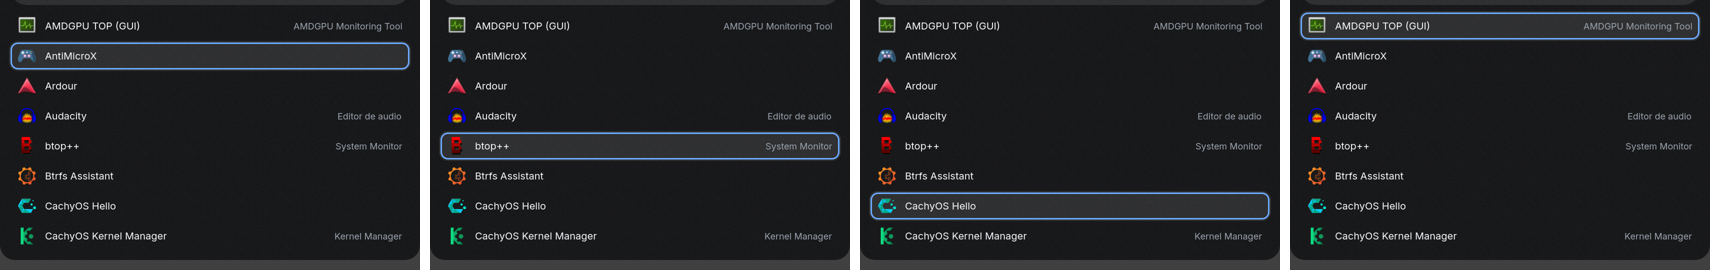 AMDGPU TOP (GUI) AMDGPU Monitoring Tool
AntiMicroX
Ardour
Audacity Editor de audio
btop++ System Monitor
Btrfs Assistant
CachyOS Hello
CachyOS Kernel Manager Kernel Manager
AMDGPU TOP (GUI) AMDGPU Monitoring Tool
AntiMicroX
Ardour
Audacity Editor de audio
btop++ System Monitor
Btrfs Assistant
CachyOS Hello
CachyOS Kernel Manager Kernel Manager
AMDGPU TOP (GUI) AMDGPU Monitoring Tool
AntiMicroX
Ardour
Audacity Editor de audio
btop++ System Monitor
Btrfs Assistant
CachyOS Hello
CachyOS Kernel Manager Kernel Manager
AMDGPU TOP (GUI) AMDGPU Monitoring Tool
AntiMicroX
Ardour
Audacity Editor de audio
btop++ System Monitor
Btrfs Assistant
CachyOS Hello
CachyOS Kernel Manager Kernel Manager